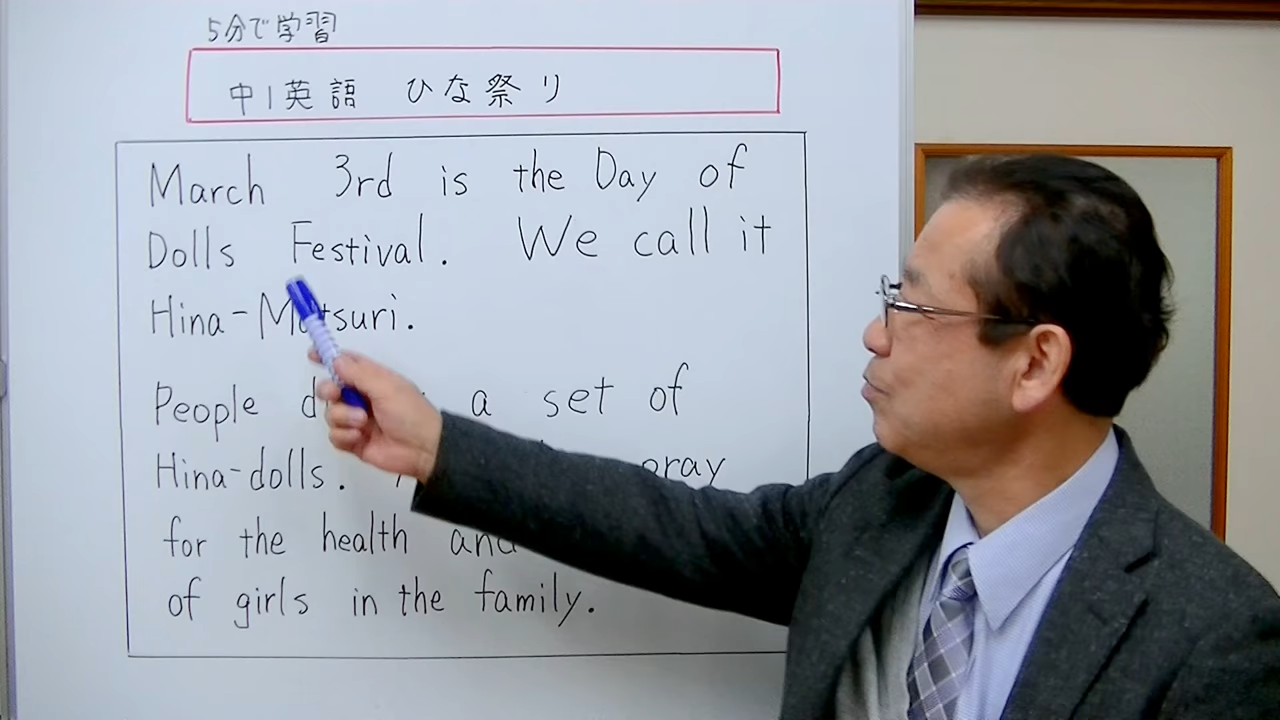 5分で学習
中1英語 ひな祭り
March 3rd is the Day of
Dolls Festival. We call it
Hina-Matsuri.
People a set of
Hina-dolls. pray
for the health and
of girls in the family.